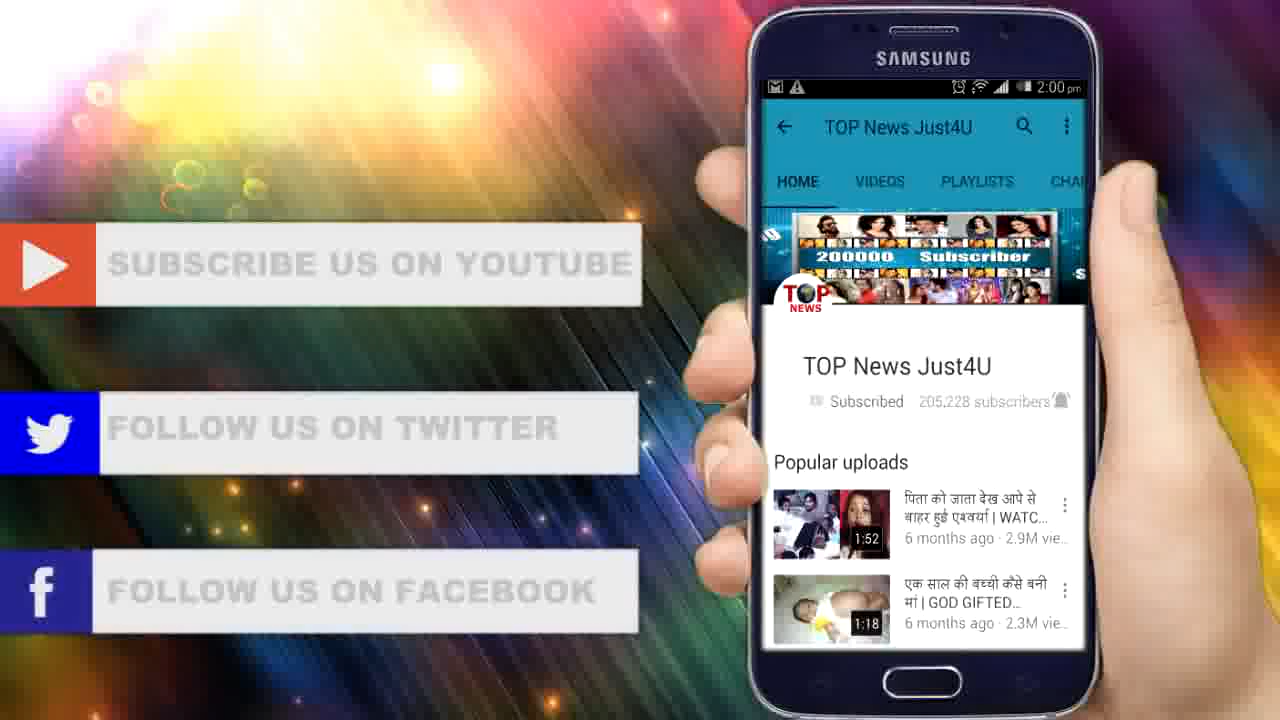 SUBSCRIBE US ON YOUTUBE
FOLLOW US ON TWITTER
FOLLOW US ON FACEBOOK
SAMSUNG
2:00 pm
TOP News Just4U
HOME VIDEOS PLAYLISTS CHA
200000 Subscriber
TOP
NEWS
TOP News Just4U
Subscribed 205,228 subscribers
Popular uploads
पिता को जाता देख आपे से
बाहर हुई एश्वर्या | WATC...
6 months ago · 2.9M vie..
1:52
एक साल की बच्ची कैसे बनी
मां | GOD GIFTED...
6 months ago · 2.3M vie..
1:18